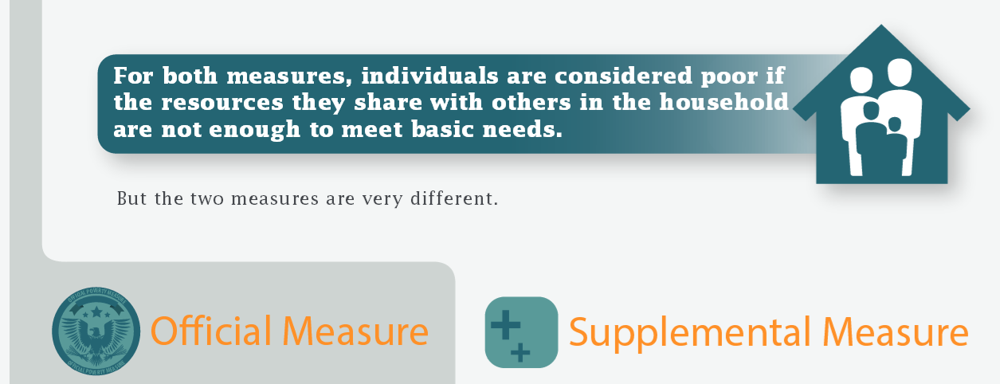 For both measures, individuals are considered poor if
the resources they share with others in the household
are not enough to meet basic needs.
But the two measures are very different.
OFFICIAL POVERTY MEASURE
Official Measure
OFFICIAL POVERTY MEASURE
Supplemental Measure